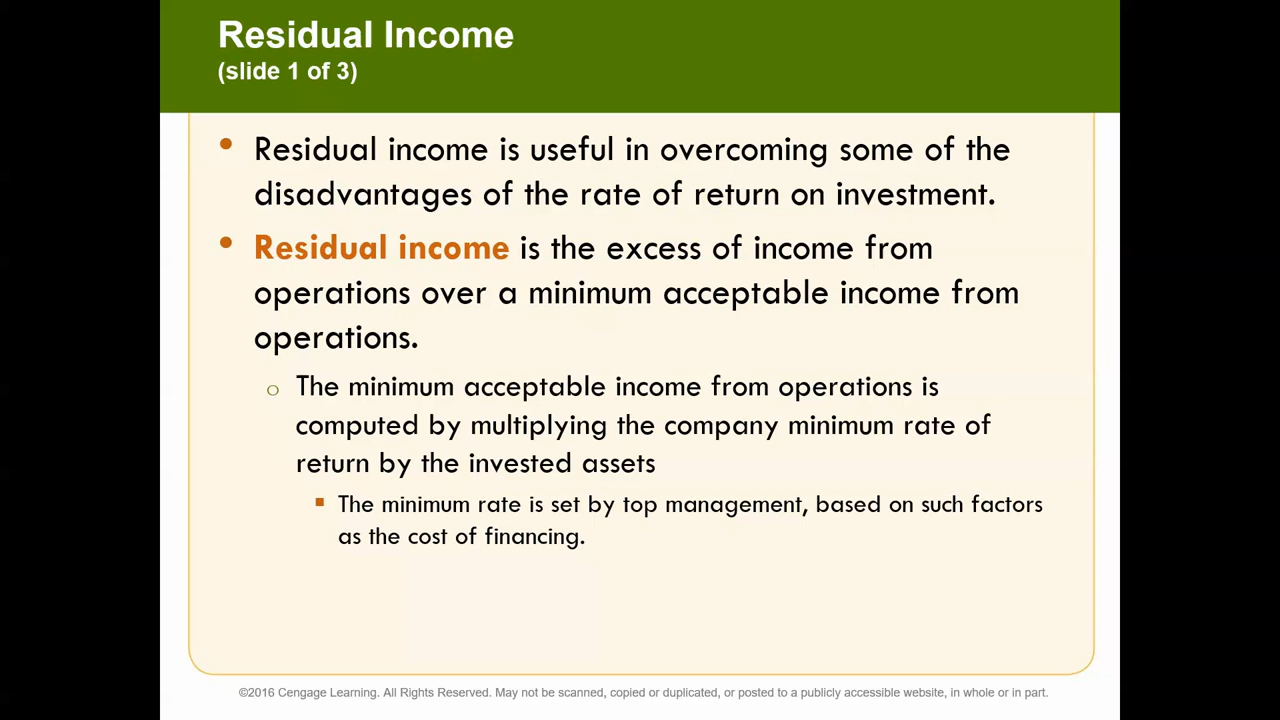 Residual Income
(slide 1 of 3)
• Residual income is useful in overcoming some of the
disadvantages of the rate of return on investment.
• Residual income is the excess of income from
operations over a minimum acceptable income from
operations.
o The minimum acceptable income from operations is
computed by multiplying the company minimum rate of
return by the invested assets
▪ The minimum rate is set by top management, based on such factors
as the cost of financing.
©2016 Cengage Learning. All Rights Reserved. May not be scanned, copied or duplicated, or posted to a publicly accessible website, in whole or in part.